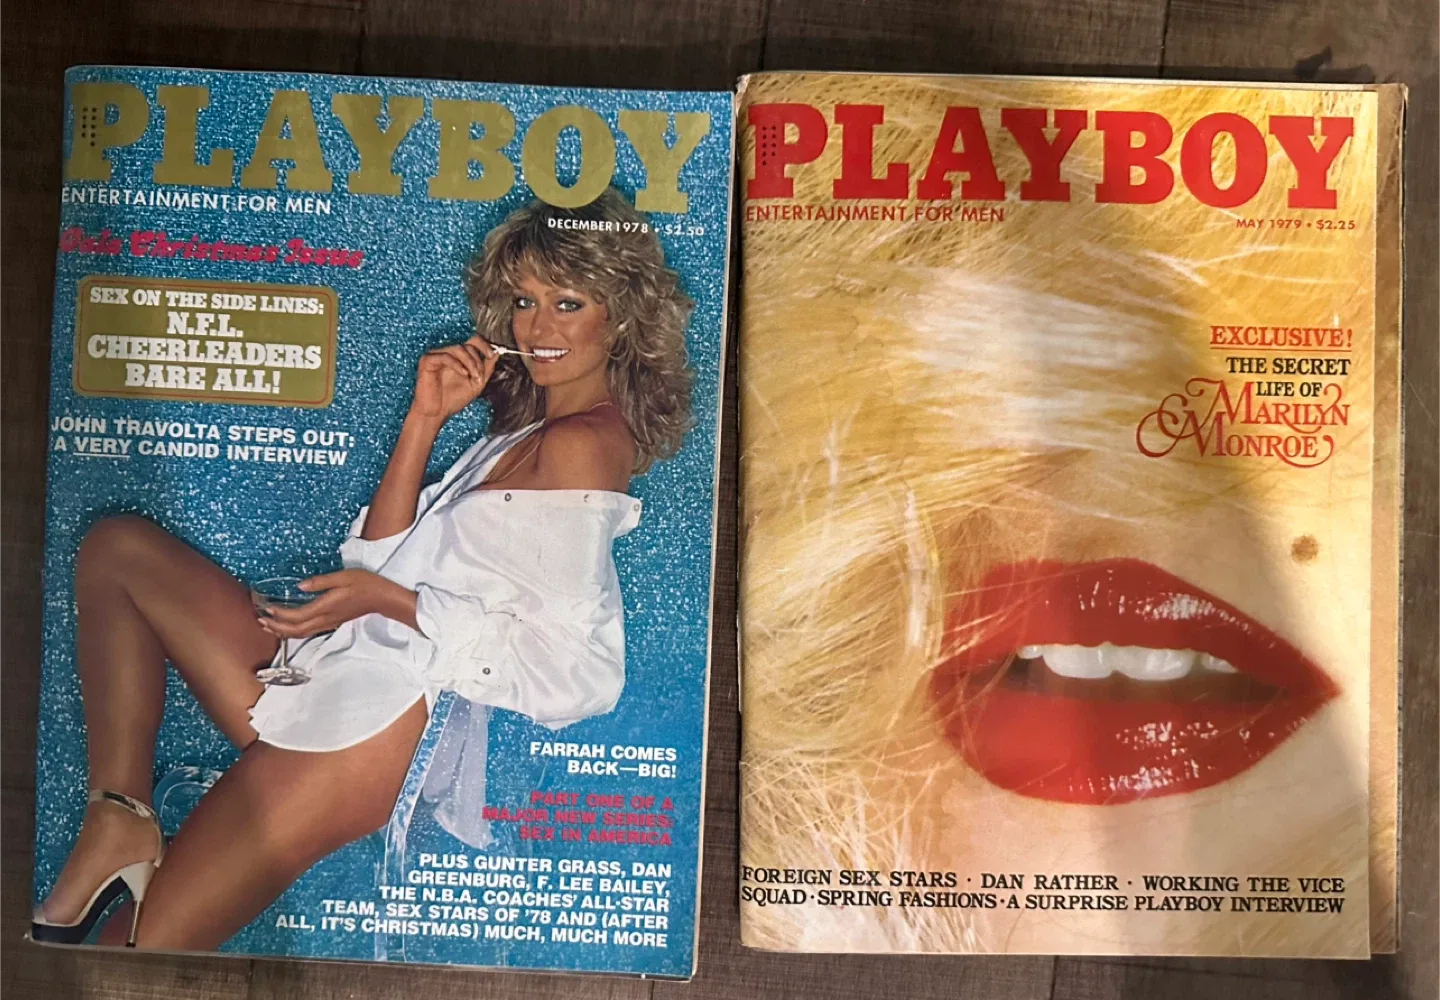 PLAYBOY
ENTERTAINMENT FOR MEN
DECEMBER 1978 • $2.50
Gala Christmas Issue
SEX ON THE SIDE LINES:
N.F.L.
CHEERLEADERS
BARE ALL!
JOHN TRAVOLTA STEPS OUT:
A VERY CANDID INTERVIEW
FARRAH COMES
BACK—BIG!
PART ONE OF A
MAJOR NEW SERIES:
SEX IN AMERICA
PLUS GUNTER GRASS, DAN
GREENBURG, F. LEE BAILEY,
THE N.B.A. COACHES' ALL-STAR
TEAM, SEX STARS OF '78 AND (AFTER
ALL, IT'S CHRISTMAS) MUCH, MUCH MORE
PLAYBOY
ENTERTAINMENT FOR MEN
MAY 1979 • $2.25
EXCLUSIVE!
THE SECRET
LIFE OF
MARILYN
MONROE
FOREIGN SEX STARS · DAN RATHER · WORKING THE VICE
SQUAD · SPRING FASHIONS · A SURPRISE PLAYBOY INTERVIEW